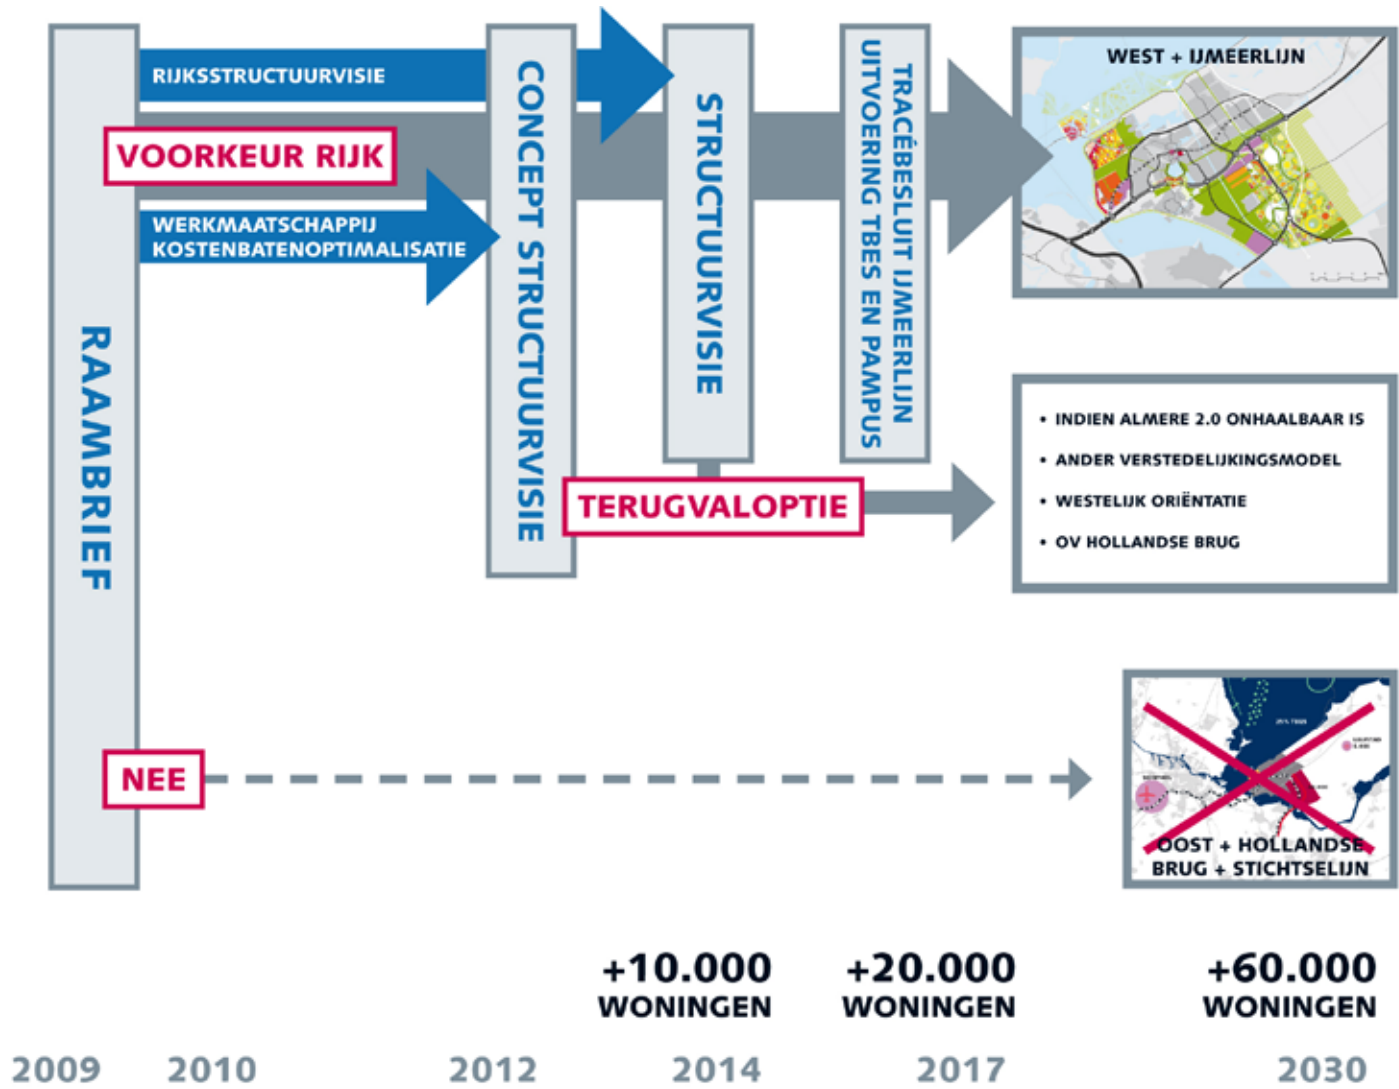 RAAMBRIEF
RIJKSSTRUCTUURVISIE
VOORKEUR RIJK
WERKMAATSCHAPPIJ
KOSTENBATENOPTIMALISATIE
CONCEPT STRUCTUURVISIE
STRUCTUURVISIE
TRACÉBESLUIT IJMEERLIJN
UITVOERING TBES EN PAMPUS
WEST + IJMEERLIJN
TERUGVALOPTIE
• INDIEN ALMERE 2.0 ONHAALBAAR IS
• ANDER VERSTEDELIJKINGSMODEL
• WESTELIJK ORIËNTATIE
• OV HOLLANDSE BRUG
NEE
OOST + HOLLANDSE
BRUG + STICHTSELIJN
+10.000
WONINGEN
+20.000
WONINGEN
+60.000
WONINGEN
2009 2010 2012 2014 2017 2030